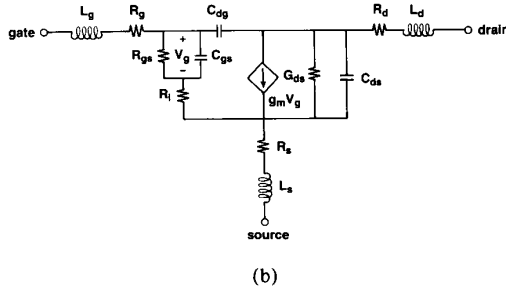 Lg
Rg
Cdg
Rd
Ld
gate
drain
Rgs
+
Vg
−
Cgs
Gds
Cds
Ri
gmVg
Rs
Ls
source
(b)